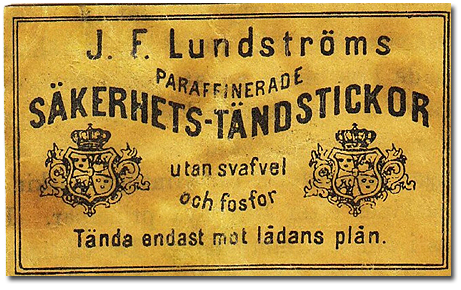 J. F. Lundströms
PARAFFINERADE
SÄKERHETS-TÄNDSTICKOR
utan svafvel
och fosfor
Tända endast mot lådans plån.